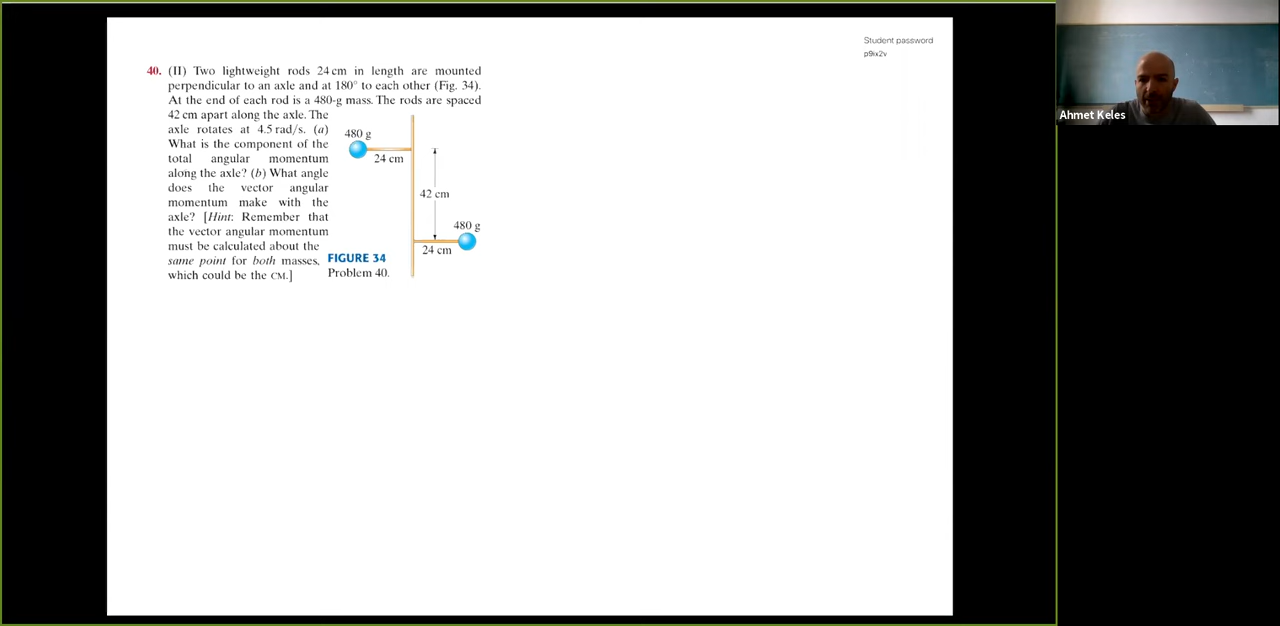 Student password
p9ix2v
40. (II) Two lightweight rods 24 cm in length are mounted
perpendicular to an axle and at 180° to each other (Fig. 34).
At the end of each rod is a 480-g mass. The rods are spaced
42 cm apart along the axle. The
axle rotates at 4.5 rad/s. (a)
What is the component of the
total angular momentum
along the axle? (b) What angle
does the vector angular
momentum make with the
axle? [Hint: Remember that
the vector angular momentum
must be calculated about the
same point for both masses,
which could be the CM.]
480 g
24 cm
42 cm
480 g
24 cm
FIGURE 34
Problem 40.
Ahmet Keles